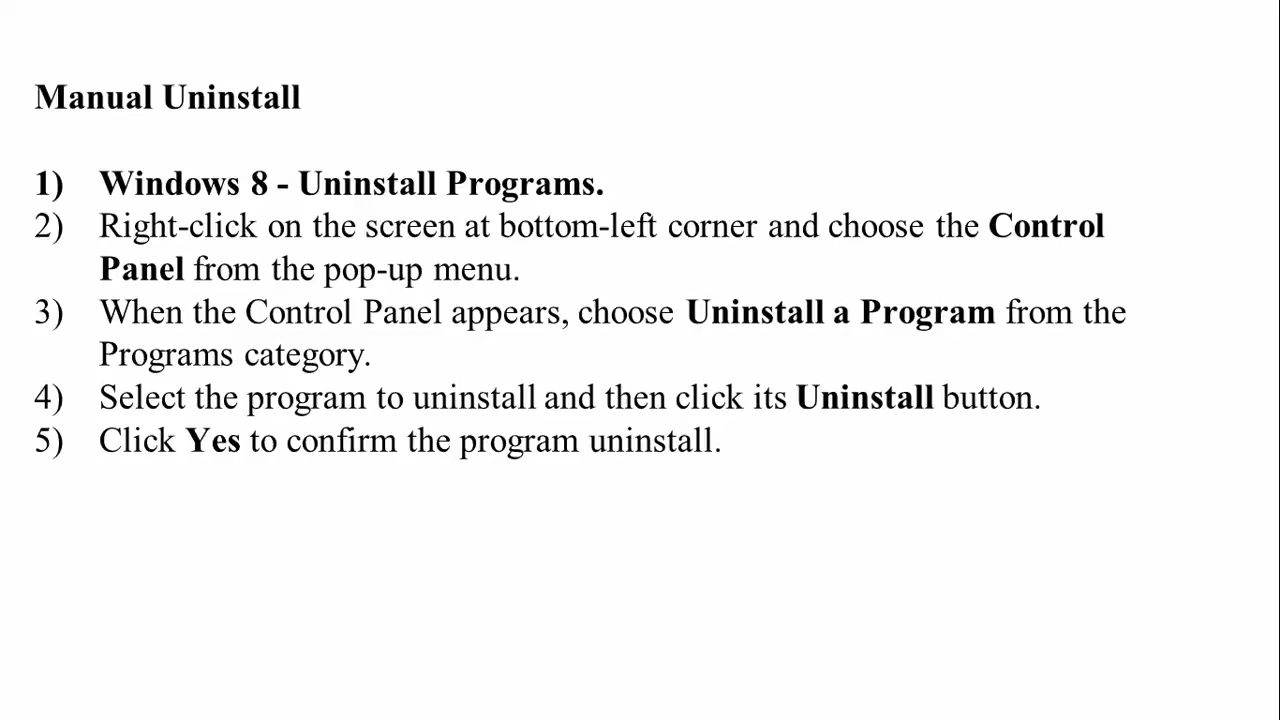 Manual Uninstall
1) Windows 8 - Uninstall Programs.
2) Right-click on the screen at bottom-left corner and choose the Control
Panel from the pop-up menu.
3) When the Control Panel appears, choose Uninstall a Program from the
Programs category.
4) Select the program to uninstall and then click its Uninstall button.
5) Click Yes to confirm the program uninstall.